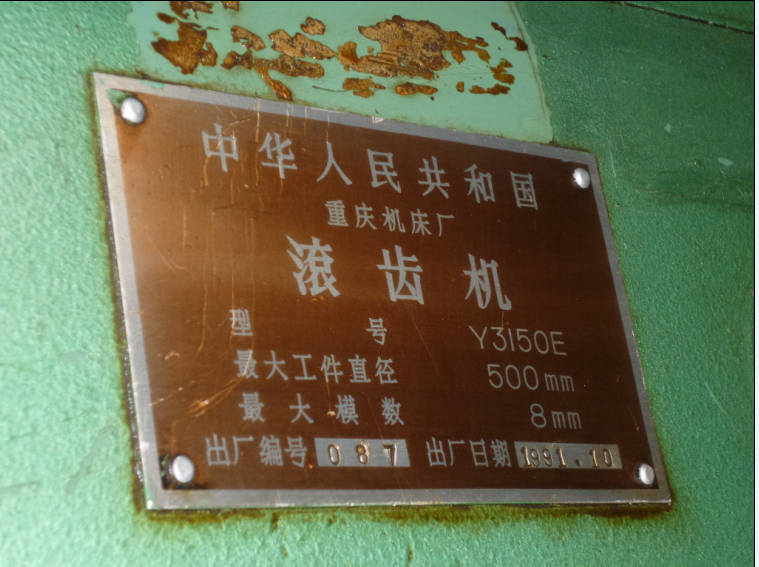 中华人民共和国
重庆机床厂
滚齿机
型号 Y3150E
最大工件直径 500mm
最大模数 8mm
出厂编号 087 出厂日期 1991.10